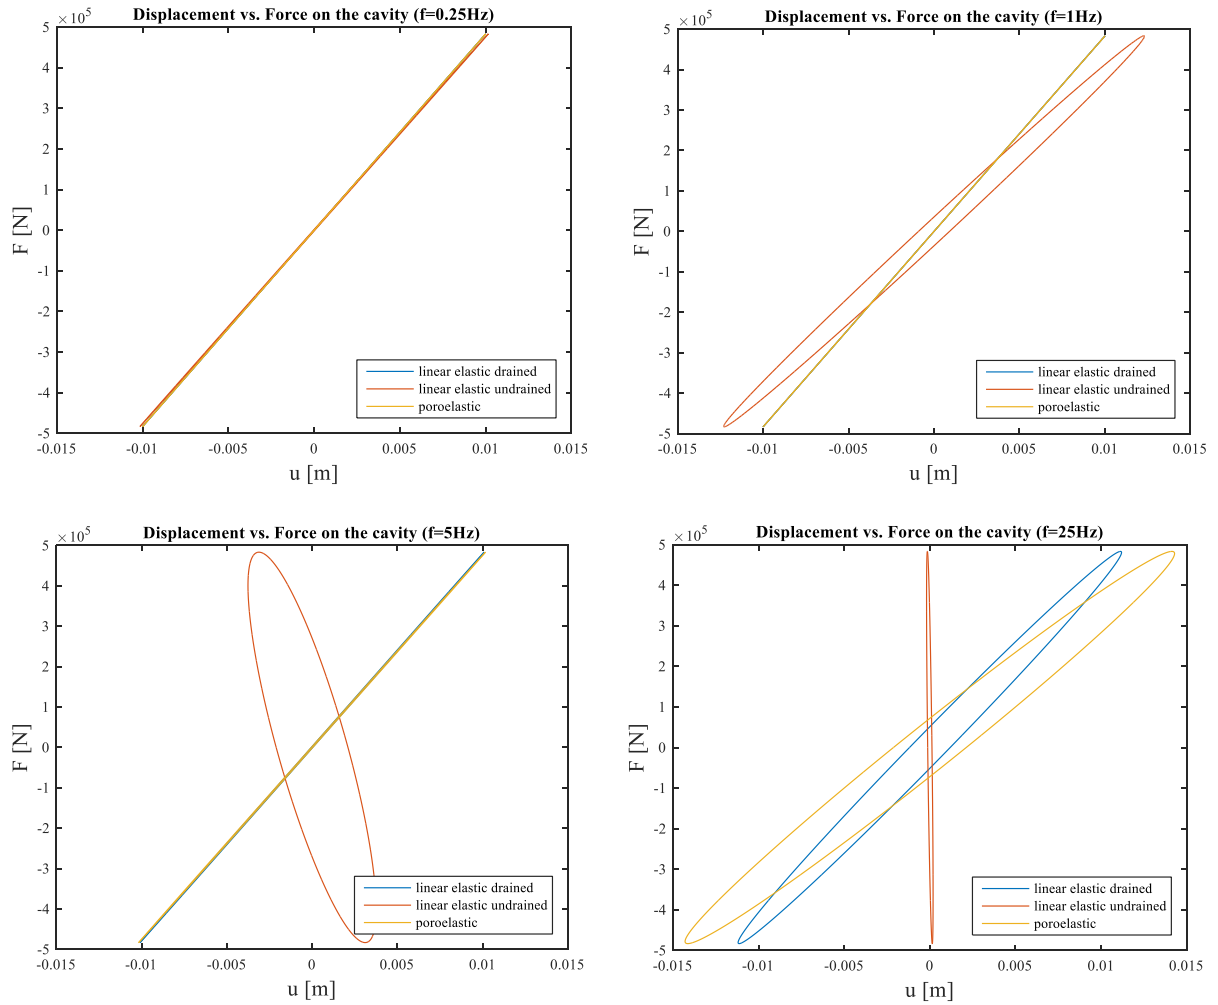 Displacement vs. Force on the cavity (f=0.25Hz)
×10⁵
5
4
3
2
1
0
-1
-2
-3
-4
-5
F [N]
linear elastic drained
linear elastic undrained
poroelastic
-0.015 -0.01 -0.005 0 0.005 0.01 0.015
u [m]
Displacement vs. Force on the cavity (f=1Hz)
×10⁵
5
4
3
2
1
0
-1
-2
-3
-4
-5
F [N]
linear elastic drained
linear elastic undrained
poroelastic
-0.015 -0.01 -0.005 0 0.005 0.01 0.015
u [m]
Displacement vs. Force on the cavity (f=5Hz)
×10⁵
5
4
3
2
1
0
-1
-2
-3
-4
-5
F [N]
linear elastic drained
linear elastic undrained
poroelastic
-0.015 -0.01 -0.005 0 0.005 0.01 0.015
u [m]
Displacement vs. Force on the cavity (f=25Hz)
×10⁵
5
4
3
2
1
0
-1
-2
-3
-4
-5
F [N]
linear elastic drained
linear elastic undrained
poroelastic
-0.015 -0.01 -0.005 0 0.005 0.01 0.015
u [m]